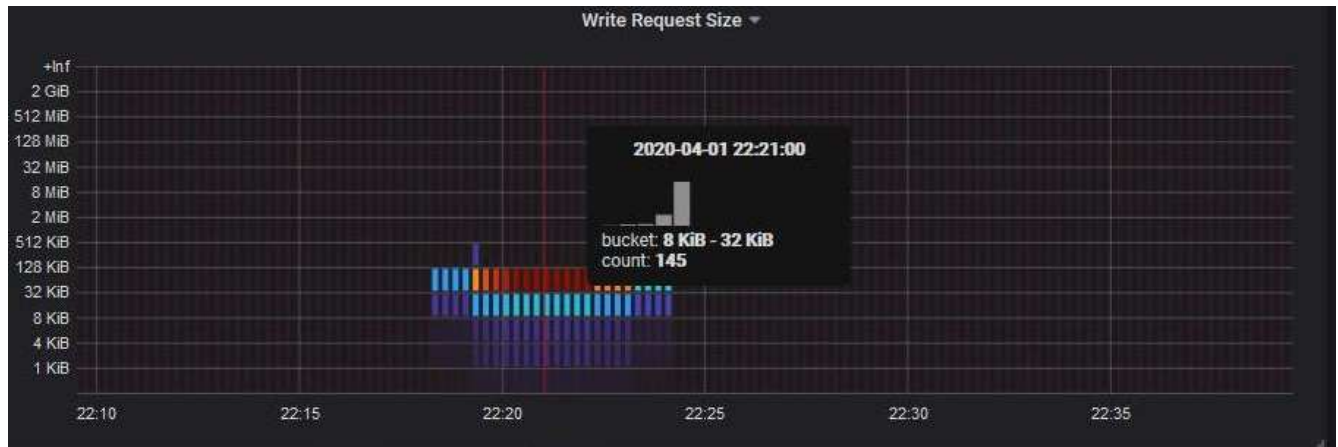 Write Request Size
+Inf
2 GiB
512 MiB
128 MiB
32 MiB
8 MiB
2 MiB
512 KiB
128 KiB
32 KiB
8 KiB
4 KiB
1 KiB
2020-04-01 22:21:00
bucket: 8 KiB - 32 KiB
count: 145
22:10 22:15 22:20 22:25 22:30 22:35